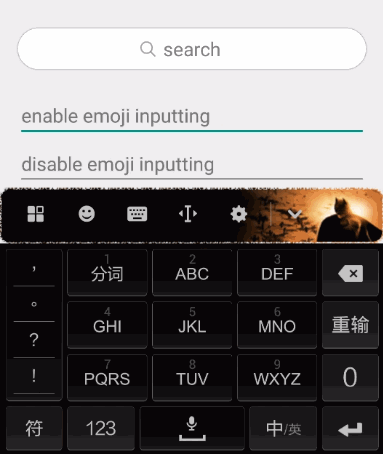 search
enable emoji inputting
disable emoji inputting
, 1 分词 2 ABC 3 DEF
。 4 GHI 5 JKL 6 MNO 重输
? 7 PQRS 8 TUV 9 WXYZ 0
!
符 123 中/英